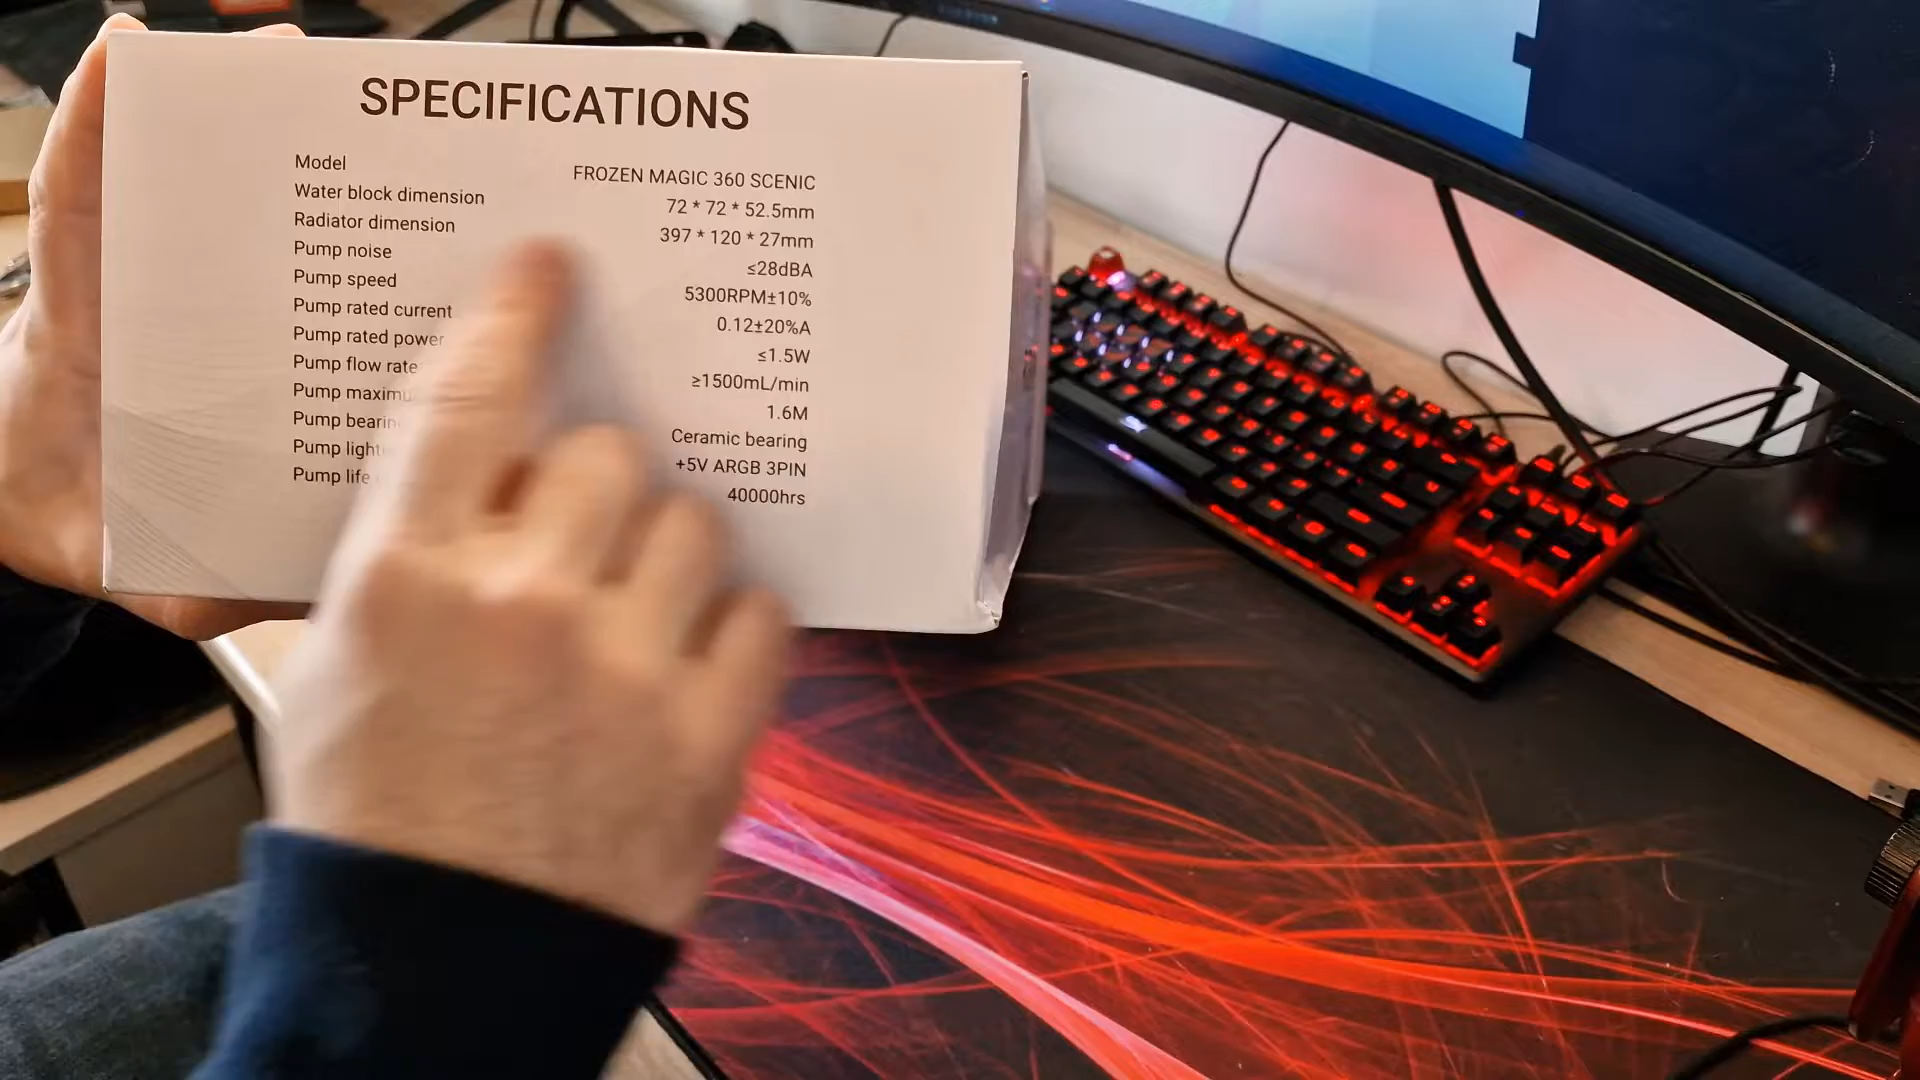 SPECIFICATIONS
Model FROZEN MAGIC 360 SCENIC
Water block dimension 72 * 72 * 52.5mm
Radiator dimension 397 * 120 * 27mm
Pump noise ≤28dBA
Pump speed 5300RPM±10%
Pump rated current 0.12±20%A
Pump rated power ≤1.5W
Pump flow rate ≥1500mL/min
Pump 1.6M
Pump Ceramic bearing
Pump +5V ARGB 3PIN
Pump life 40000hrs